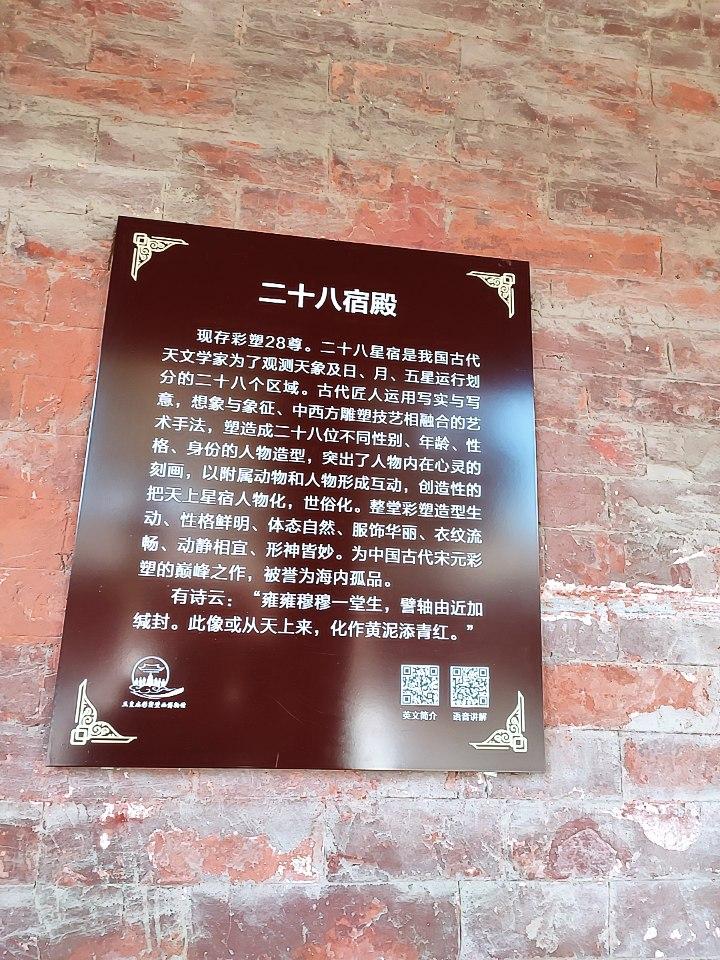 二十八宿殿
现存彩塑28尊。二十八星宿是我国古代
天文学家为了观测天象及日、月、五星运行划
分的二十八个区域。古代匠人运用写实与写
意，想象与象征、中西方雕塑技艺相融合的艺
术手法，塑造成二十八位不同性别、年龄、性
格、身份的人物造型，突出了人物内在心灵的
刻画，以附属动物和人物形成互动，创造性的
把天上星宿人物化，世俗化。整堂彩塑造型生
动、性格鲜明、体态自然、服饰华丽、衣纹流
畅、动静相宜、形神皆妙。为中国古代宋元彩
塑的巅峰之作，被誉为海内孤品。
有诗云：“雍雍穆穆一堂生，譬轴由近加
缄封。此像或从天上来，化作黄泥添青红。”
英文简介 语音讲解